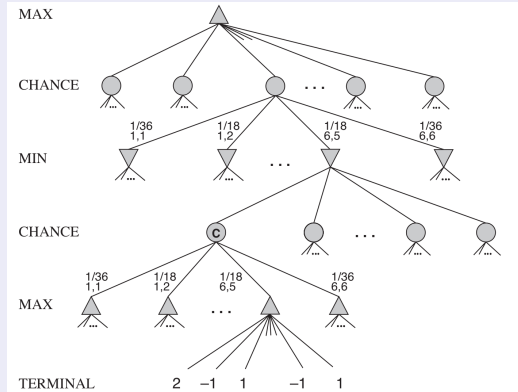 MAX
CHANCE
...
1/36 1/18 1/18 1/36
1,1 1,2 6,5 6,6
MIN
...
CHANCE
C
...
1/36 1/18 1/18 1/36
1,1 1,2 6,5 6,6
MAX
...
TERMINAL 2 –1 1 –1 1